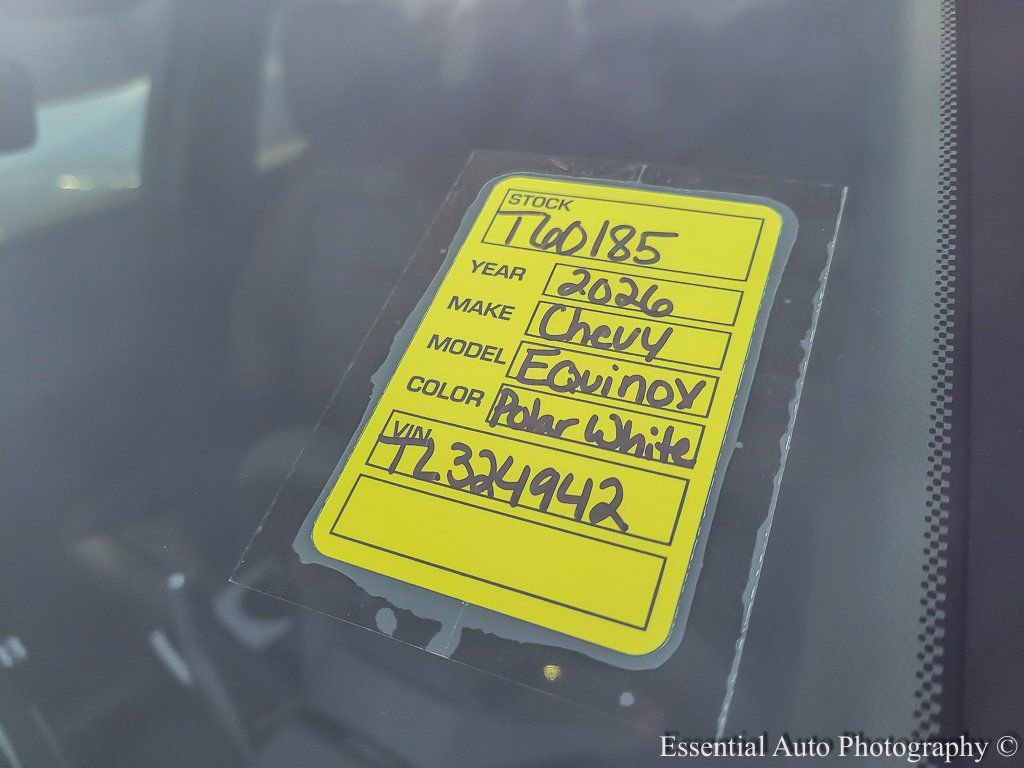 STOCK
T60185
YEAR 2026
MAKE Chevy
MODEL Equinox
COLOR Polar White
VIN
TL324942
Essential Auto Photography ©